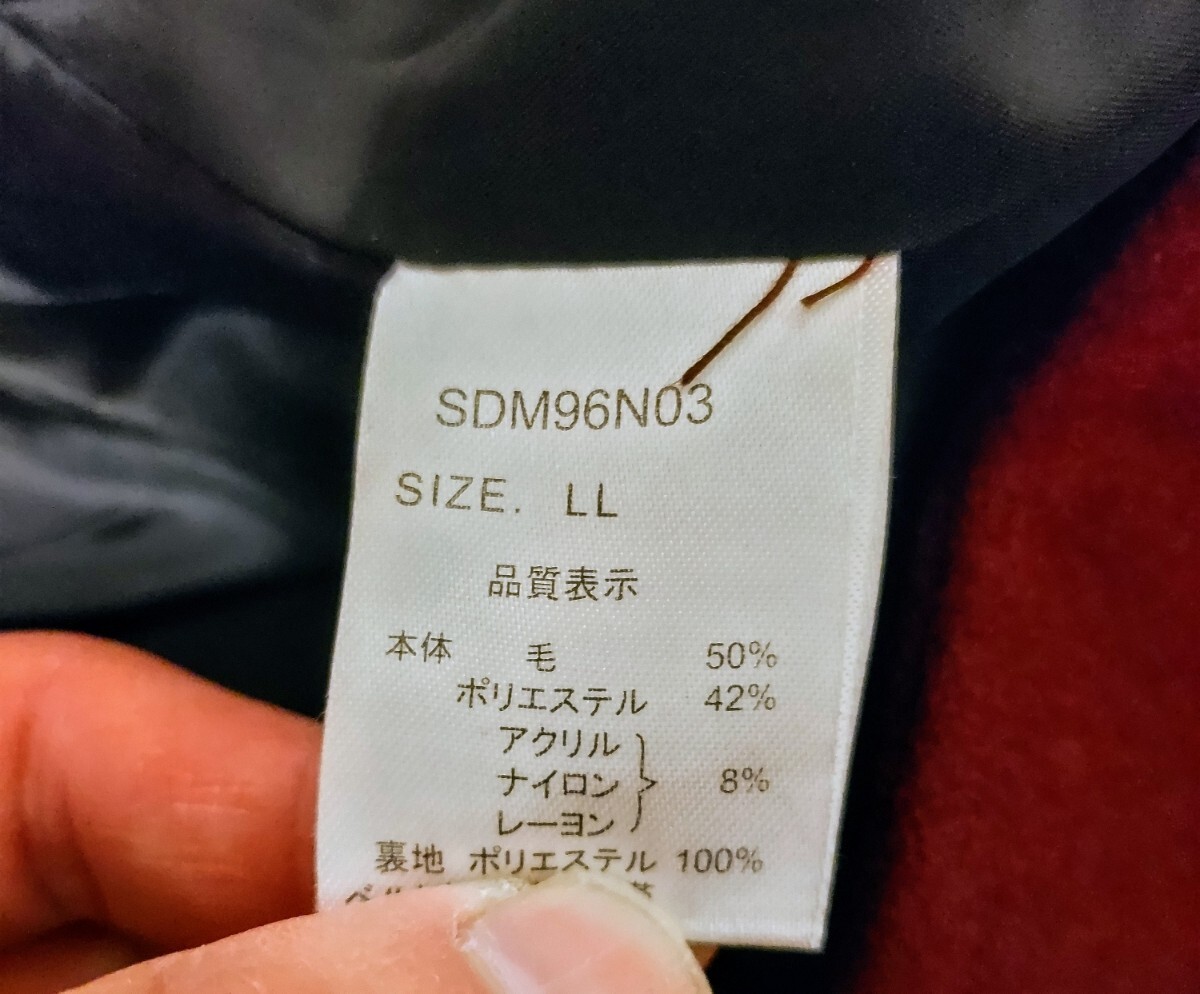 SDM96N03
SIZE. LL
品質表示
本体 毛 50%
ポリエステル 42%
アクリル
ナイロン 8%
レーヨン
裏地 ポリエステル 100%